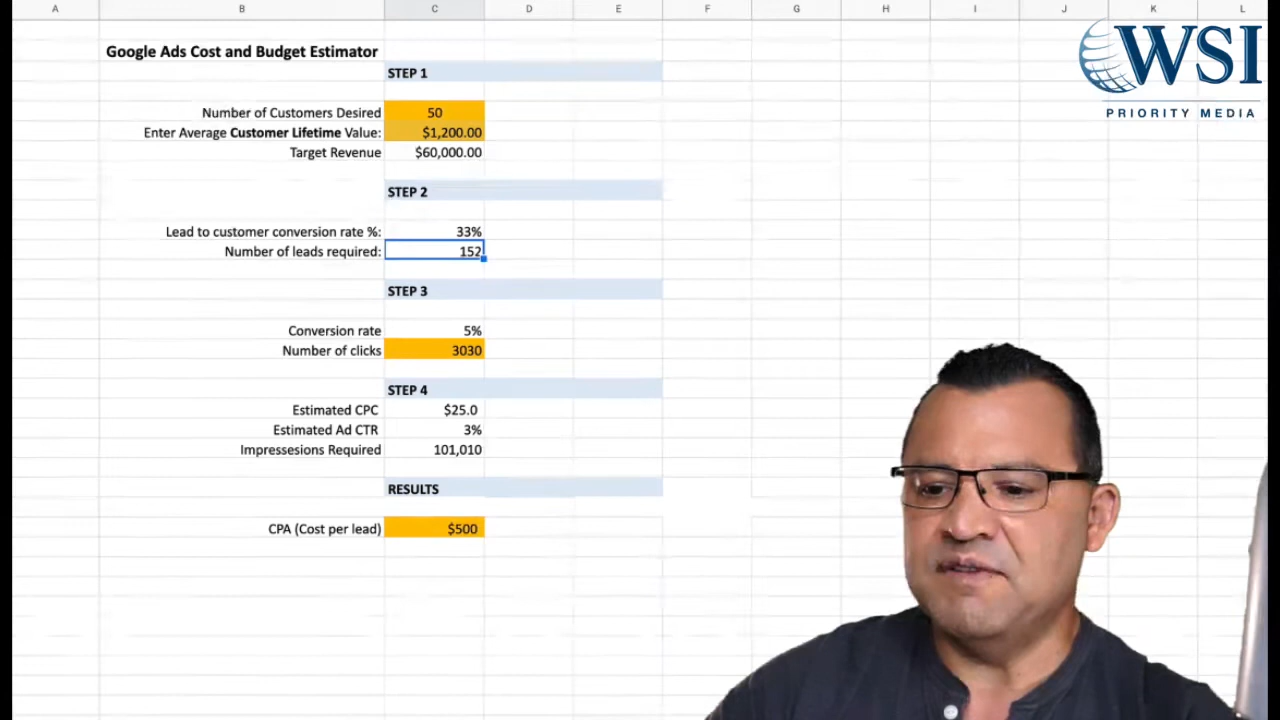 A B C D E F G H I J K L
WSI
PRIORITY MEDIA
Google Ads Cost and Budget Estimator
STEP 1
Number of Customers Desired 50
Enter Average Customer Lifetime Value: $1,200.00
Target Revenue $60,000.00
STEP 2
Lead to customer conversion rate %: 33%
Number of leads required: 152
STEP 3
Conversion rate 5%
Number of clicks 3030
STEP 4
Estimated CPC $25.0
Estimated Ad CTR 3%
Impressesions Required 101,010
RESULTS
CPA (Cost per lead) $500